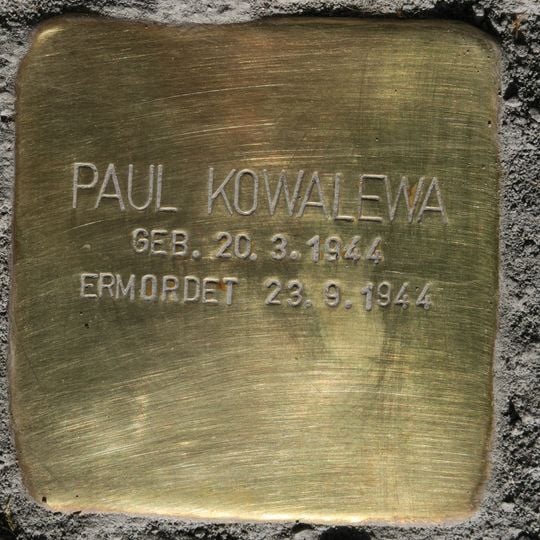 PAUL KOWALEWA
GEB. 20. 3. 1944
ERMORDET 23. 9. 1944